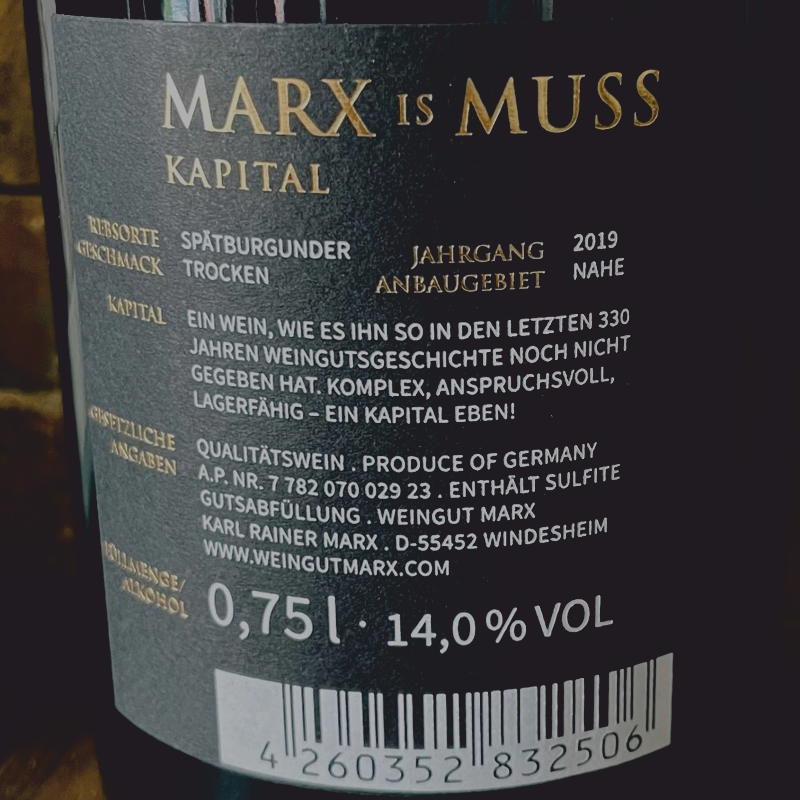 MARX IS MUSS
KAPITAL
REBSORTE SPÄTBURGUNDER JAHRGANG 2019
GESCHMACK TROCKEN ANBAUGEBIET NAHE
KAPITAL EIN WEIN, WIE ES IHN SO IN DEN LETZTEN 330
JAHREN WEINGUTSGESCHICHTE NOCH NICHT
GEGEBEN HAT. KOMPLEX, ANSPRUCHSVOLL,
LAGERFÄHIG – EIN KAPITAL EBEN!
GESETZLICHE QUALITÄTSWEIN . PRODUCE OF GERMANY
ANGABEN A.P. NR. 7 782 070 029 23 . ENTHÄLT SULFITE
GUTSABFÜLLUNG . WEINGUT MARX
KARL RAINER MARX . D-55452 WINDESHEIM
WWW.WEINGUTMARX.COM
FÜLLMENGE/
ALKOHOL 0,75 l · 14,0 % VOL
4 260352 832506